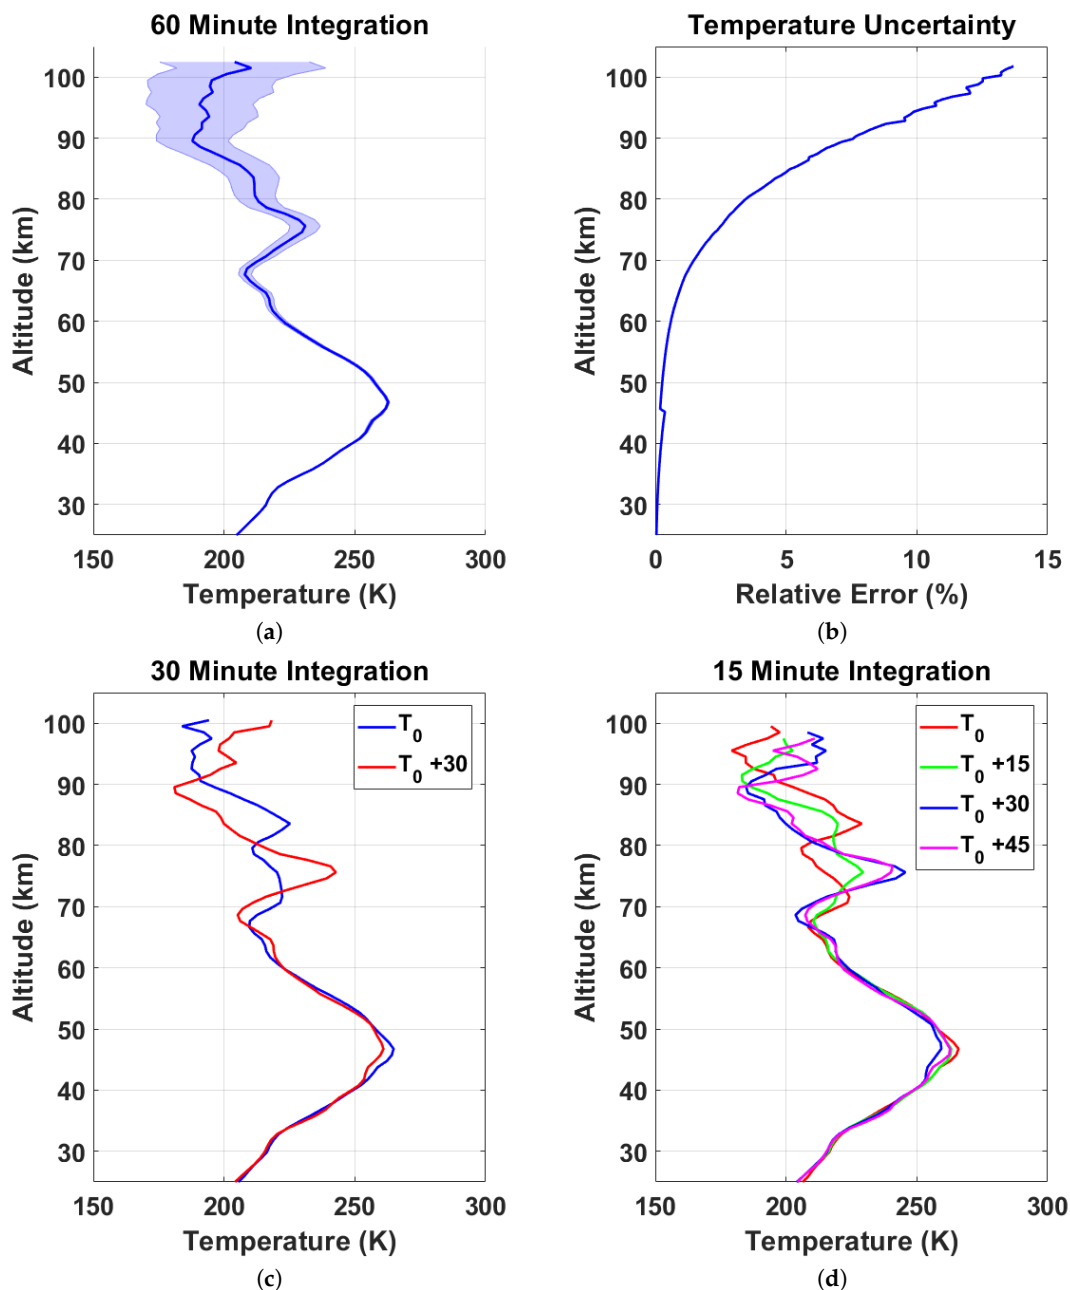 60 Minute Integration
Altitude (km)
100
90
80
70
60
50
40
30
150 200 250 300
Temperature (K)
(a)
Temperature Uncertainty
Altitude (km)
100
90
80
70
60
50
40
30
0 5 10 15
Relative Error (%)
(b)
30 Minute Integration
Altitude (km)
100
90
80
70
60
50
40
30
T0
T0 +30
150 200 250 300
Temperature (K)
(c)
15 Minute Integration
Altitude (km)
100
90
80
70
60
50
40
30
T0
T0 +15
T0 +30
T0 +45
150 200 250 300
Temperature (K)
(d)